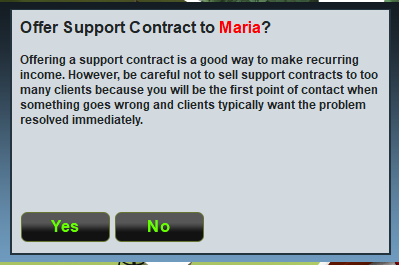 Offer Support Contract to Maria?
Offering a support contract is a good way to make recurring
income. However, be careful not to sell support contracts to too
many clients because you will be the first point of contact when
something goes wrong and clients typically want the problem
resolved immediately.
Yes No